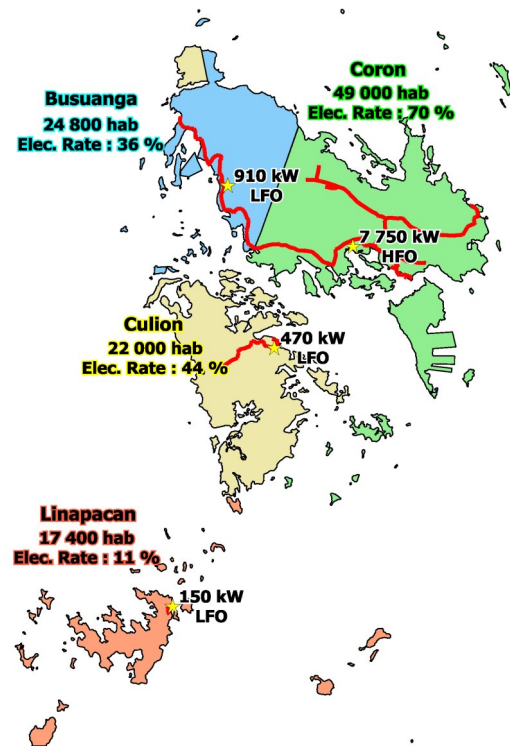 Coron
49 000 hab
Elec. Rate : 70 %
Busuanga
24 800 hab
Elec. Rate : 36 %
910 kW
LFO
7 750 kW
HFO
Culion
22 000 hab
Elec. Rate : 44 %
470 kW
LFO
Linapacan
17 400 hab
Elec. Rate : 11 %
150 kW
LFO